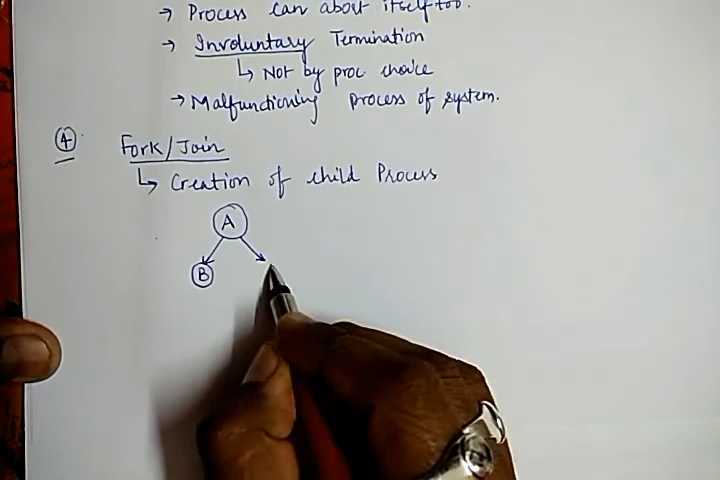 → Process can about itself too.
→ Involuntary Termination
↳ Not by proc choice
→ Malfunctioning Process of system.
④ Fork/Join
↳ Creation of child Process
A
B